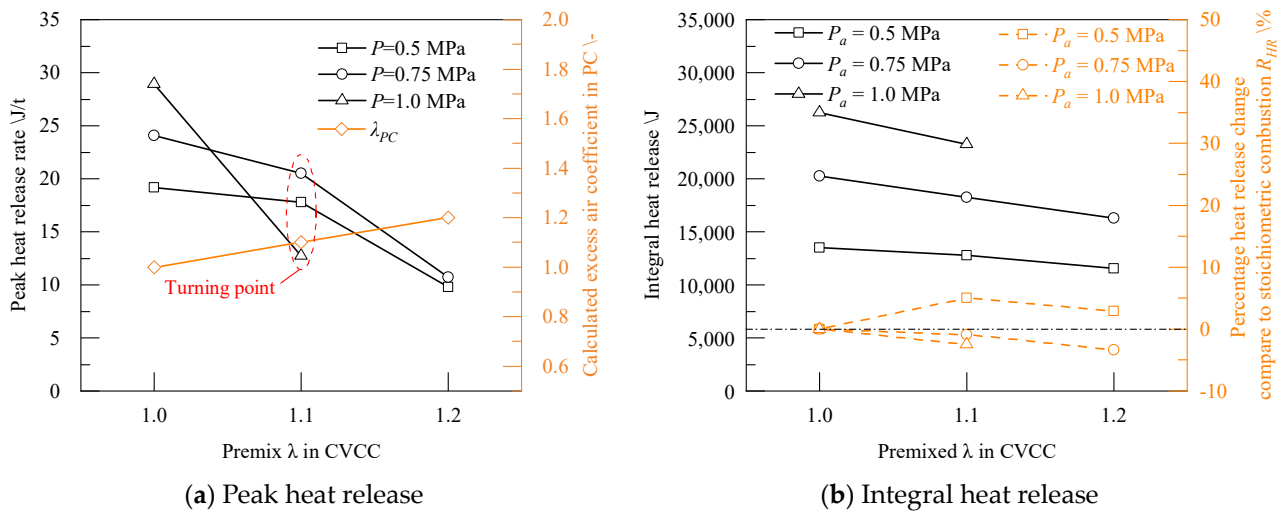 35
30
25
20
15
10
5
0
Peak heat release rate \J/t
P=0.5 MPa
P=0.75 MPa
P=1.0 MPa
λPC
Turning point
2.0
1.8
1.6
1.4
1.2
1.0
0.8
0.6
Calculated excess air coefficient in PC \-
1.0 1.1 1.2
Premix λ in CVCC
(a) Peak heat release
35,000
30,000
35,000
30,000
25,000
20,000
15,000
10,000
5,000
0
Integral heat release \J
Pa = 0.5 MPa
Pa = 0.75 MPa
Pa = 1.0 MPa
Pa = 0.5 MPa
Pa = 0.75 MPa
Pa = 1.0 MPa
50
40
30
20
10
0
-10
Percentage heat release change
compare to stoichiometric combustion RHR \%
1.0 1.1 1.2
Premixed λ in CVCC
(b) Integral heat release